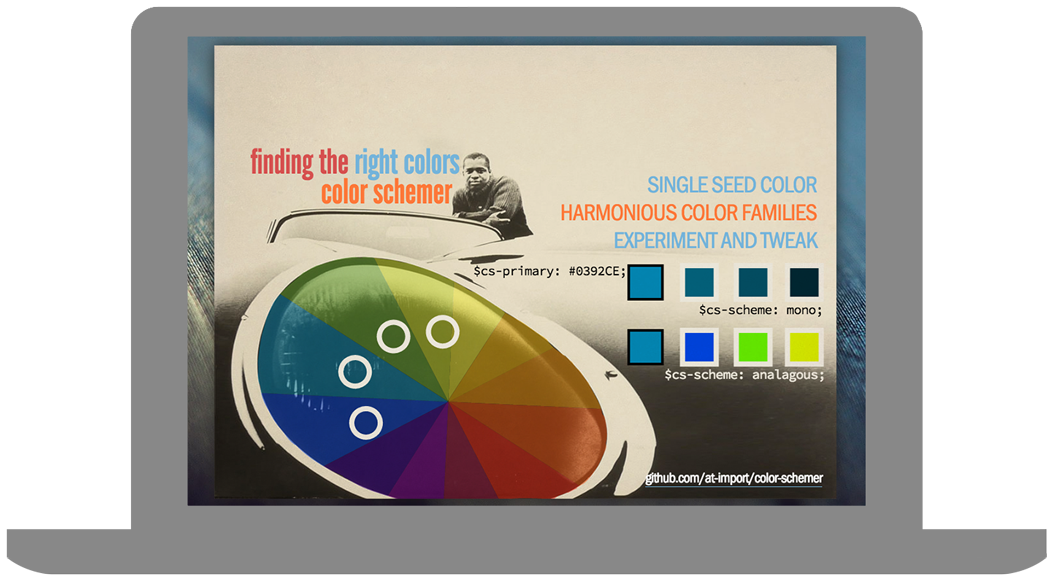 finding the right colors
color schemer
SINGLE SEED COLOR
HARMONIOUS COLOR FAMILIES
EXPERIMENT AND TWEAK
$cs-primary: #0392CE;
$cs-scheme: mono;
$cs-scheme: analagous;
github.com/at-import/color-schemer